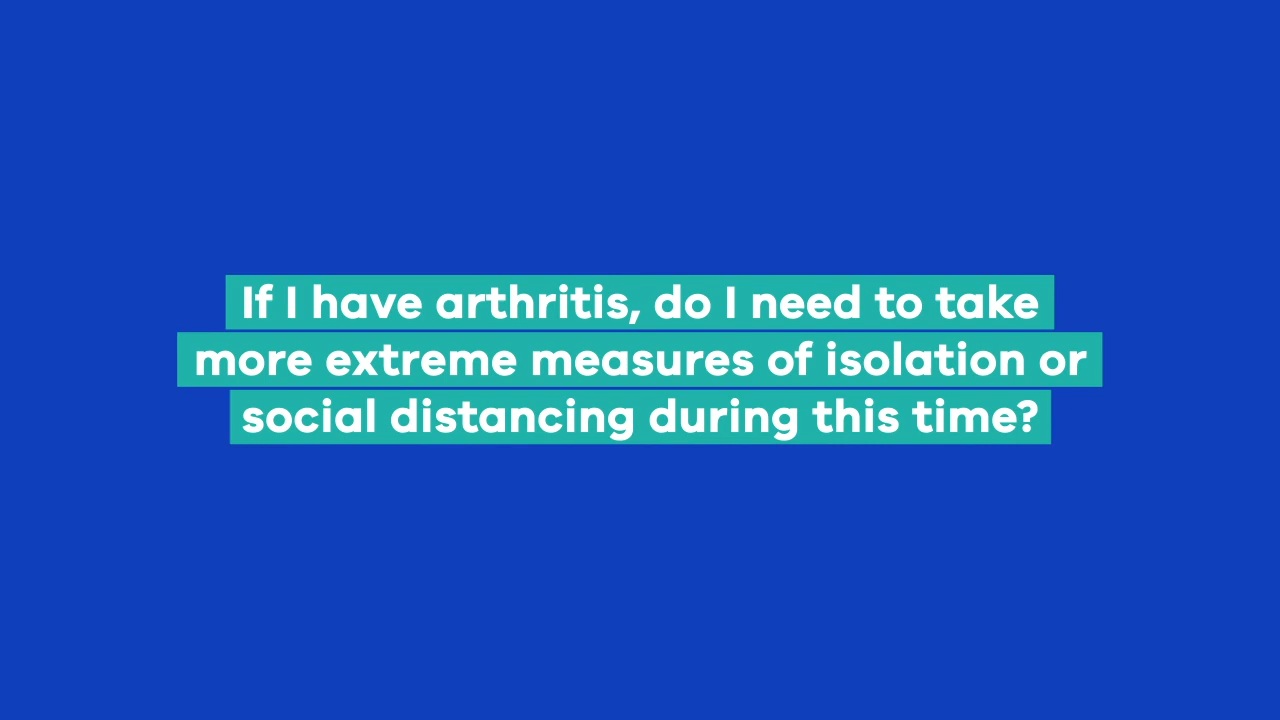 If I have arthritis, do I need to take
more extreme measures of isolation or
social distancing during this time?